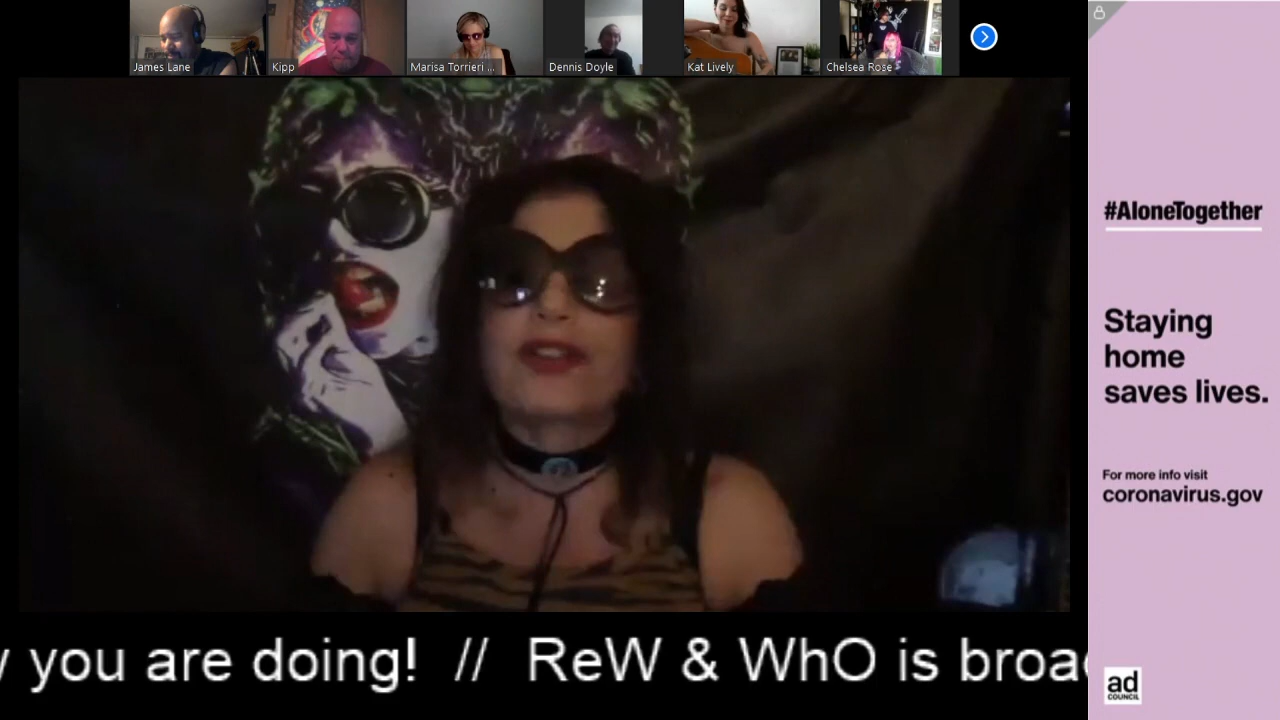 James Lane
Kipp
Marisa Torrieri ...
Dennis Doyle
Kat Lively
Chelsea Rose
#AloneTogether
Staying
home
saves lives.
For more info visit
coronavirus.gov
you are doing! // ReW & WhO is broad
ad
COUNCIL